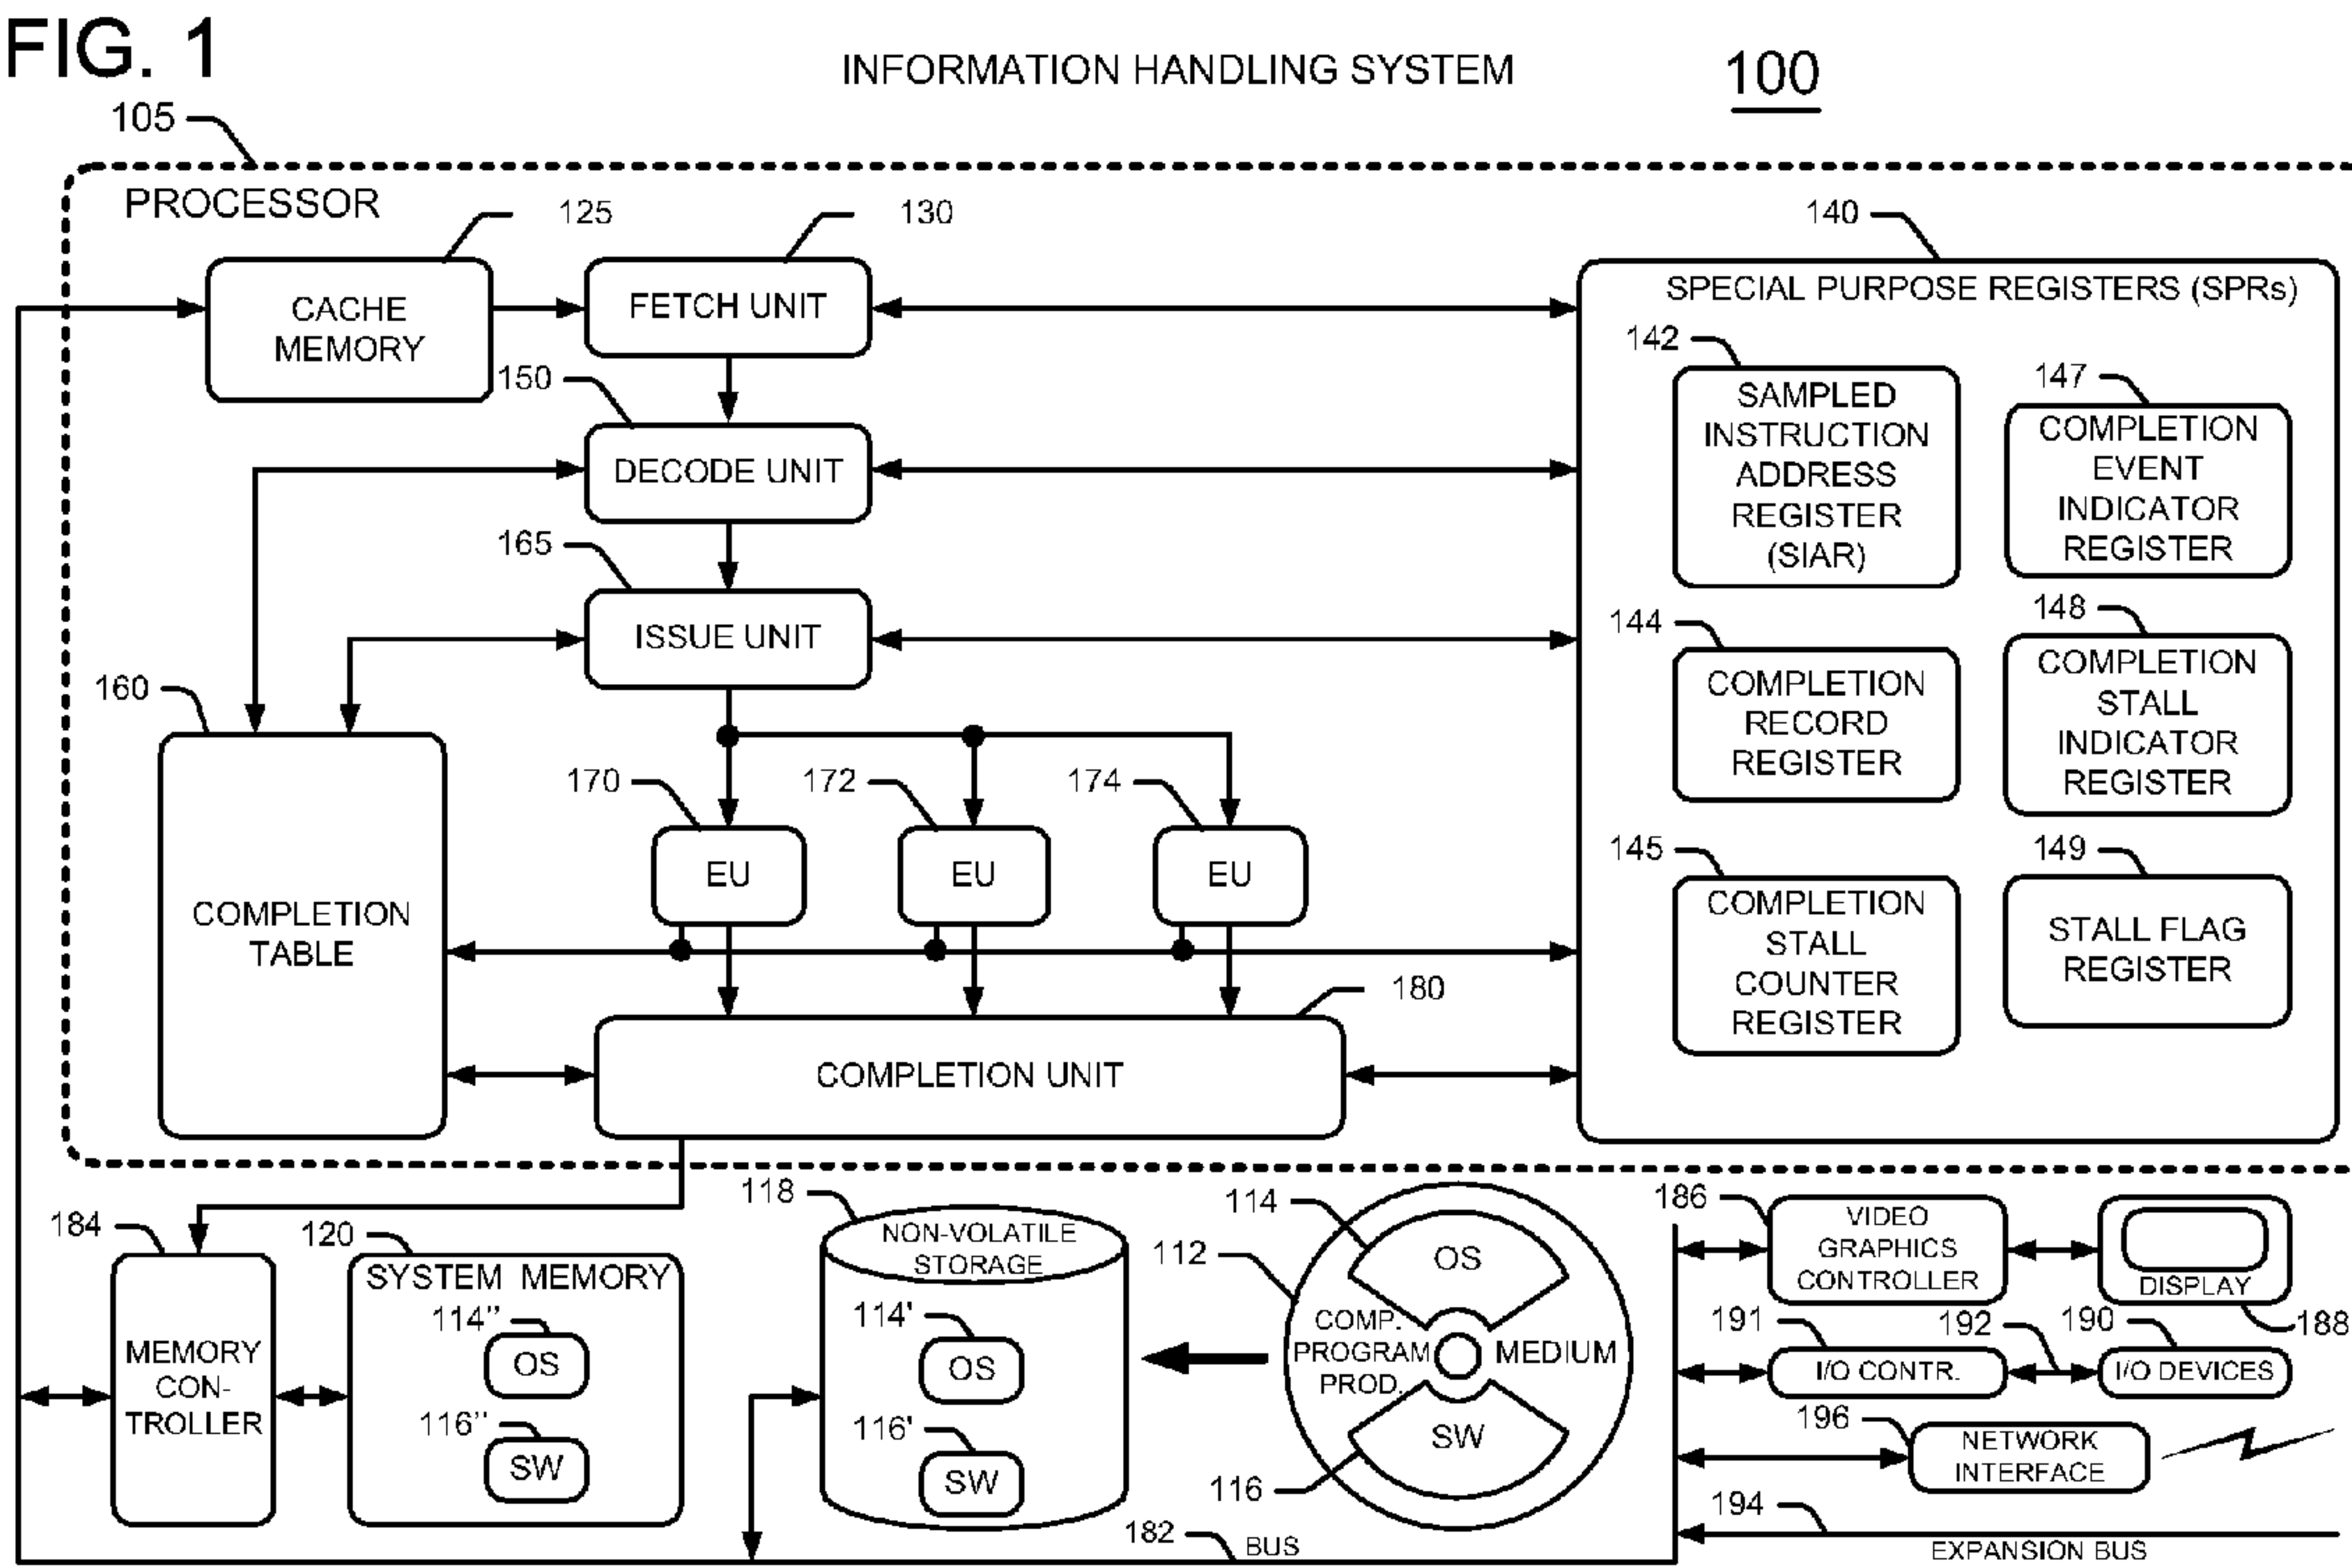 FIG. 1
INFORMATION HANDLING SYSTEM
100
105
PROCESSOR
125
130
140
CACHE
MEMORY
FETCH UNIT
SPECIAL PURPOSE REGISTERS (SPRs)
142
SAMPLED
INSTRUCTION
ADDRESS
REGISTER
(SIAR)
147
COMPLETION
EVENT
INDICATOR
REGISTER
150
DECODE UNIT
165
ISSUE UNIT
144
COMPLETION
RECORD
REGISTER
148
COMPLETION
STALL
INDICATOR
REGISTER
160
COMPLETION
TABLE
170
EU
172
EU
174
EU
145
COMPLETION
STALL
COUNTER
REGISTER
149
STALL FLAG
REGISTER
180
COMPLETION UNIT
184
MEMORY
CON-
TROLLER
120
SYSTEM MEMORY
114''
OS
116''
SW
118
NON-VOLATILE
STORAGE
114'
OS
116'
SW
112
114
OS
COMP.
PROGRAM
PROD.
MEDIUM
SW
116
186
VIDEO
GRAPHICS
CONTROLLER
DISPLAY
188
191
I/O CONTR.
192
190
I/O DEVICES
196
NETWORK
INTERFACE
194
EXPANSION BUS
182
BUS